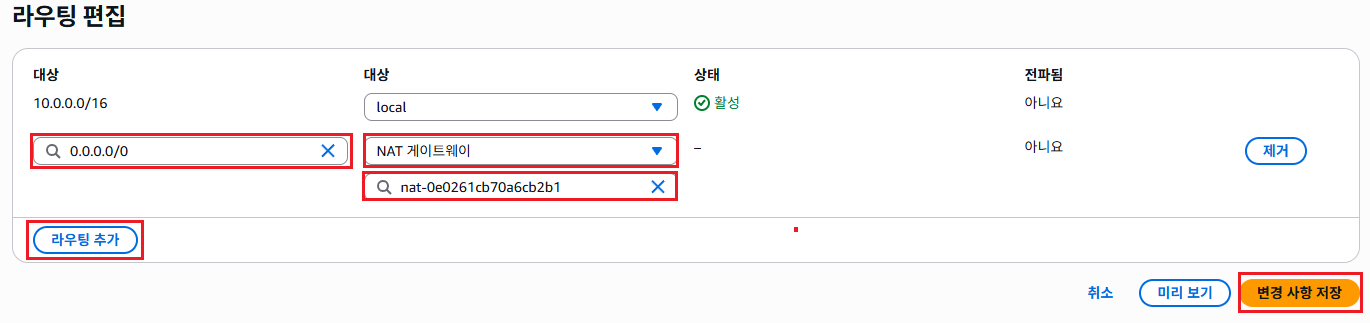 라우팅 편집
대상 대상 상태 전파됨
10.0.0.0/16 local 활성 아니요
0.0.0.0/0 NAT 게이트웨이 – 아니요 제거
nat-0e0261cb70a6cb2b1
라우팅 추가
취소 미리 보기 변경 사항 저장